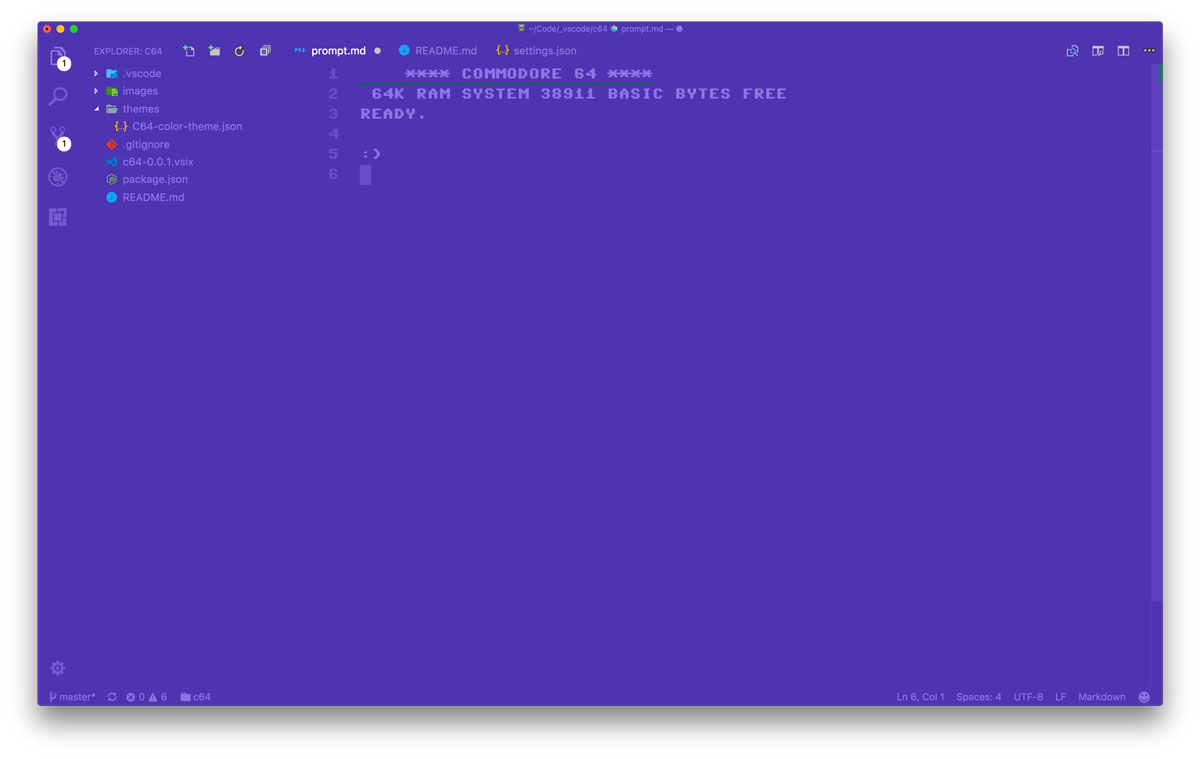 ~/Code/_vscode/c64 prompt.md —
EXPLORER: C64
prompt.md
README.md
{..} settings.json
1
1
.vscode
images
themes
{..} C64-color-theme.json
.gitignore
c64-0.0.1.vsix
package.json
README.md
1 **** COMMODORE 64 ****
2 64K RAM SYSTEM 38911 BASIC BYTES FREE
3 READY.
4
5 :)
6
master* 0 6 c64
Ln 6, Col 1 Spaces: 4 UTF-8 LF Markdown